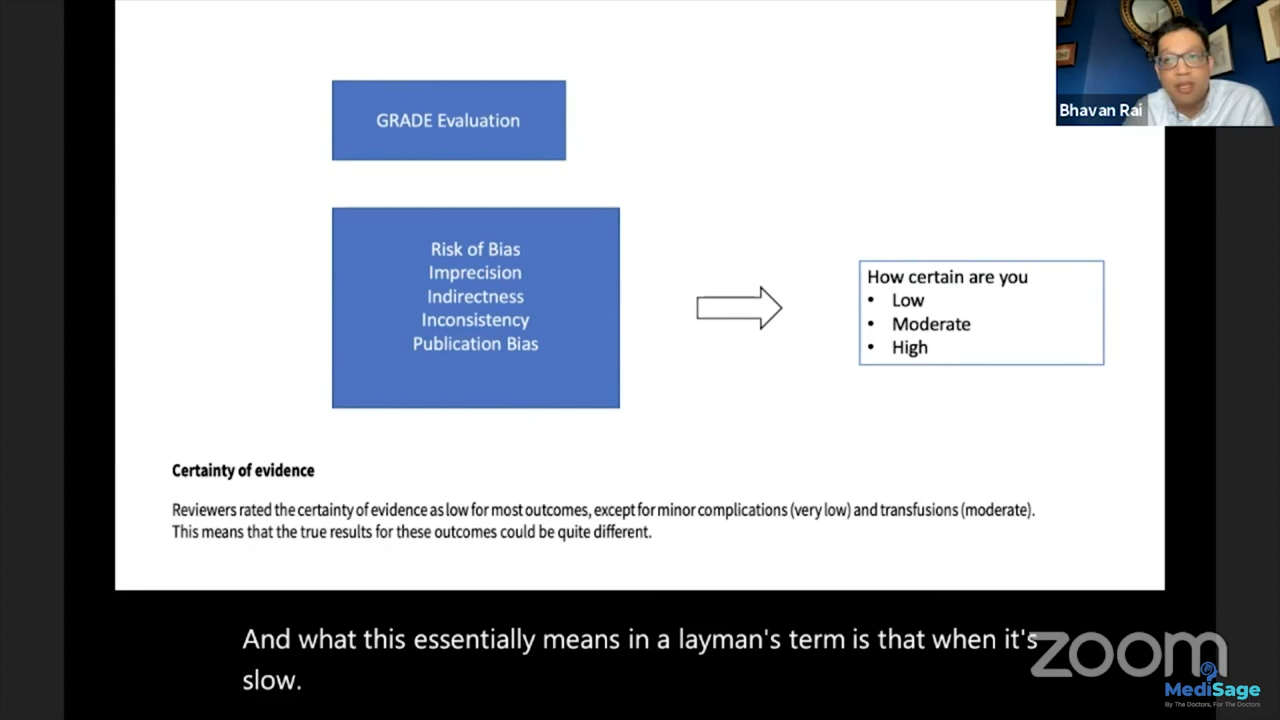 GRADE Evaluation
Bhavan Rai
Risk of Bias
Imprecision
Indirectness
Inconsistency
Publication Bias
How certain are you
• Low
• Moderate
• High
Certainty of evidence
Reviewers rated the certainty of evidence as low for most outcomes, except for minor complications (very low) and transfusions (moderate).
This means that the true results for these outcomes could be quite different.
And what this essentially means in a layman's term is that when it's
slow.
zoom
MediSage
By The Doctors, For The Doctors